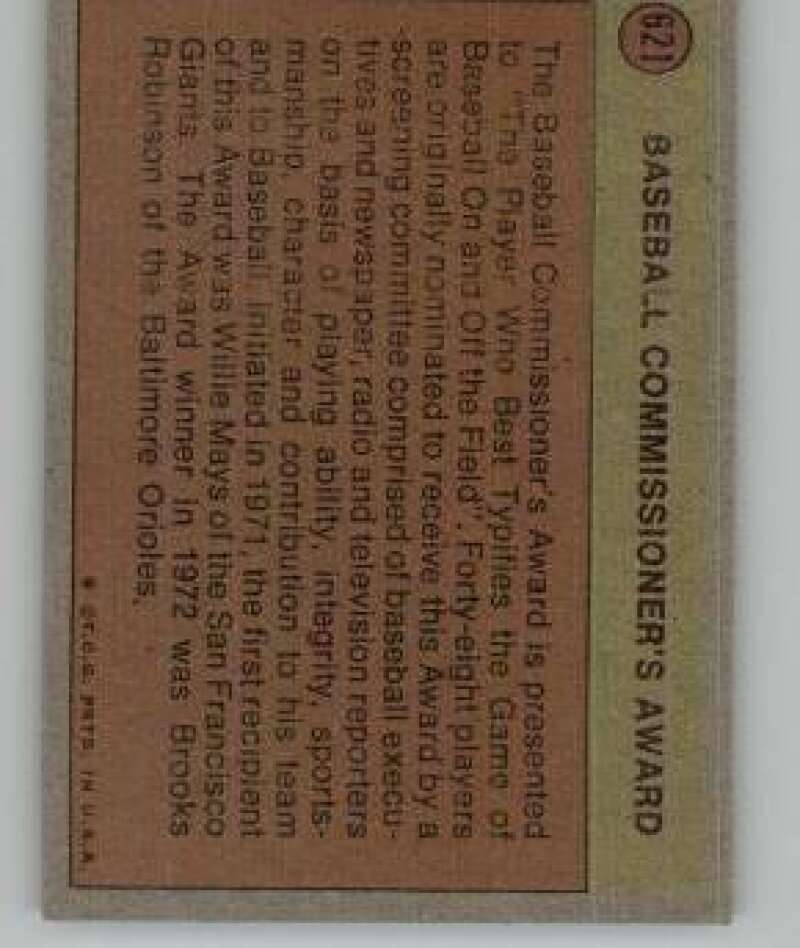 621
BASEBALL COMMISSIONER'S AWARD
The Baseball Commissioner's Award is presented
to "The Player Who Best Typifies the Game of
Baseball On and Off the Field". Forty-eight players
are originally nominated to receive this Award by a
screening committee comprised of baseball execu-
tives and newspaper, radio and television reporters
on the basis of playing ability, integrity, sports-
manship, character and contribution to his team
and to Baseball. Initiated in 1971, the first recipient
of this Award was Willie Mays of the San Francisco
Giants. The Award winner in 1972 was Brooks
Robinson of the Baltimore Orioles.
© T.C.G. PRTD. IN U.S.A.